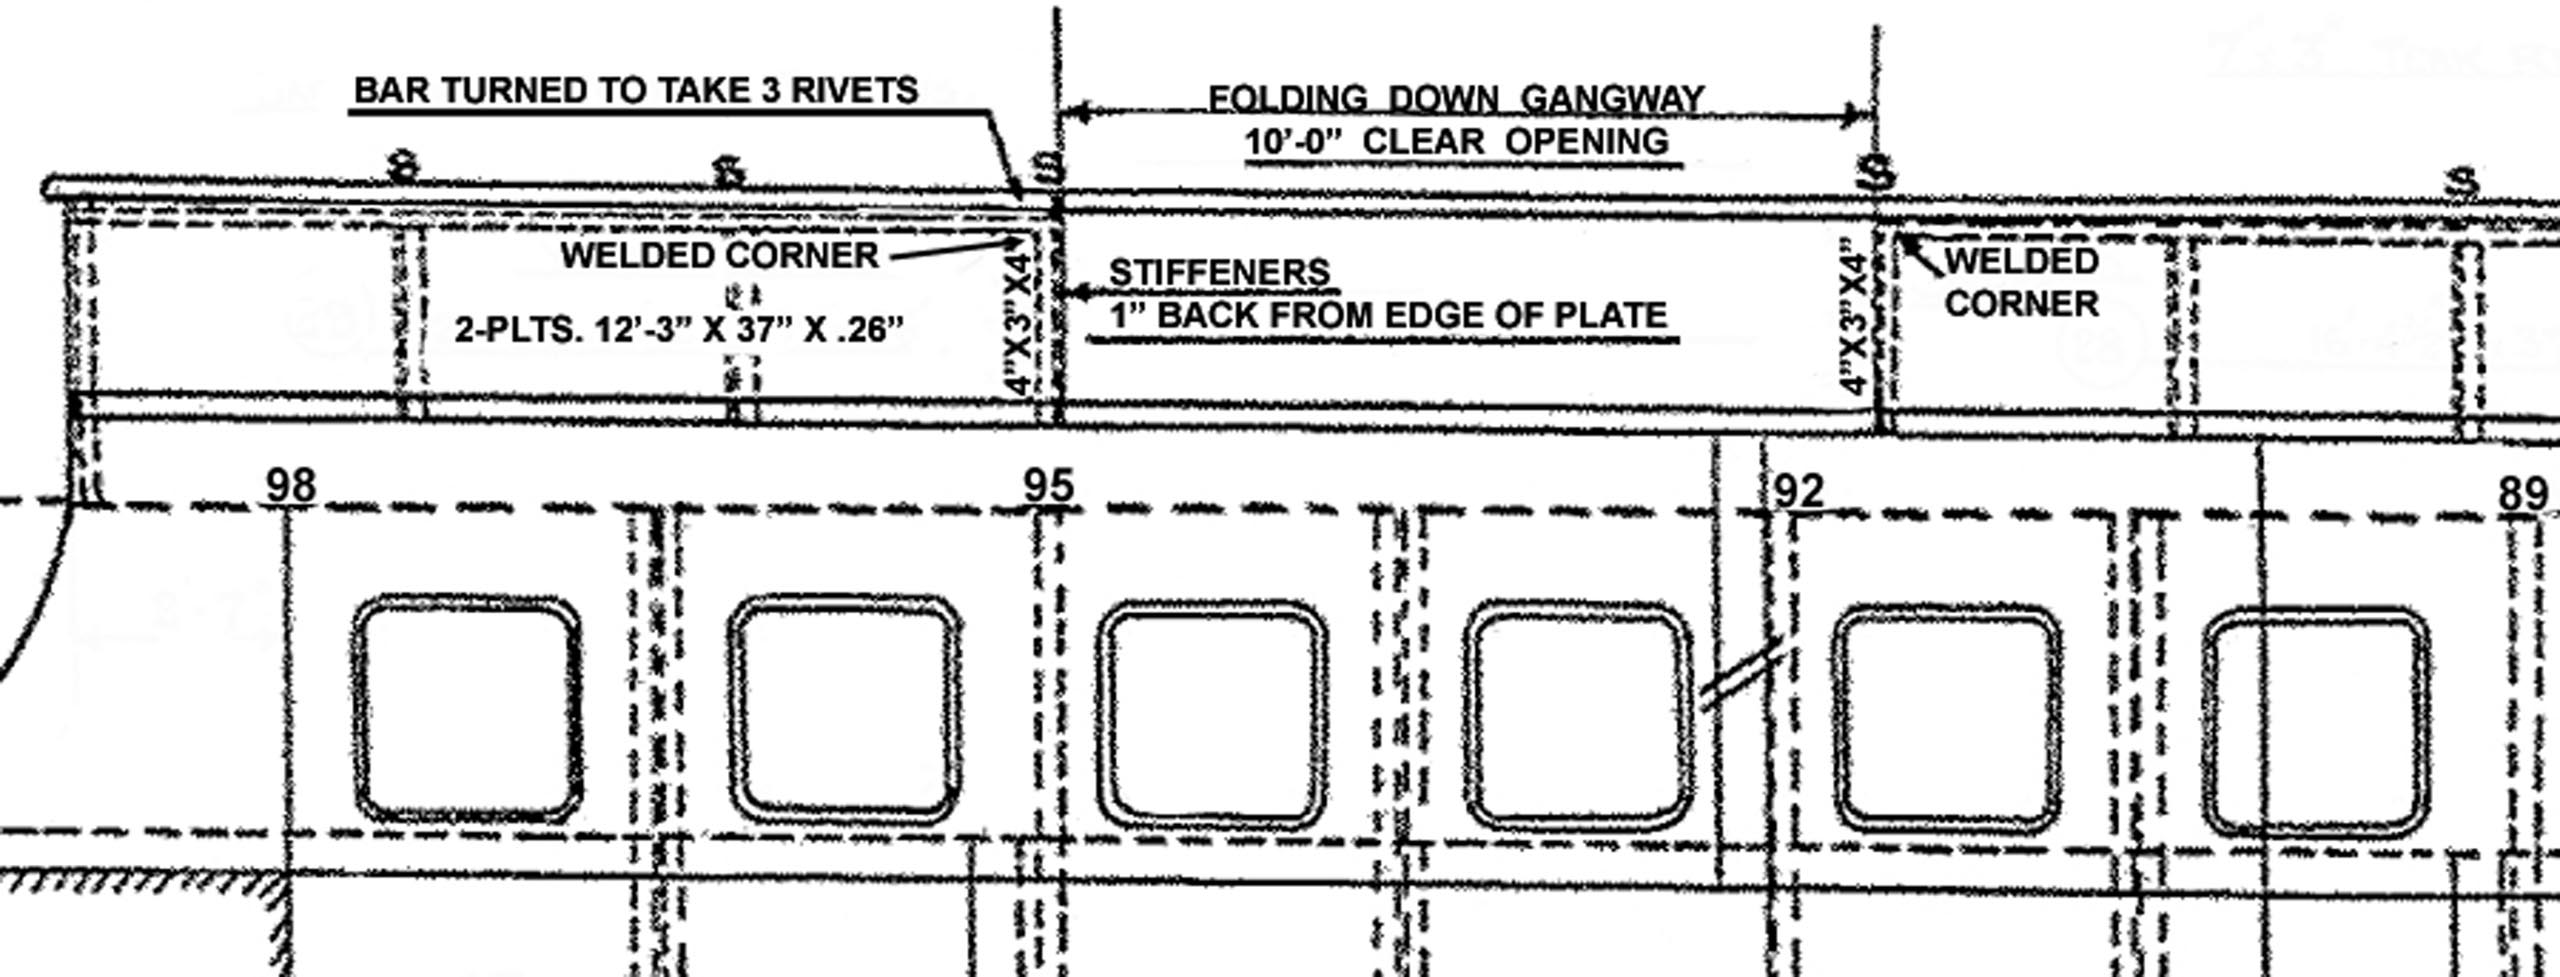 BAR TURNED TO TAKE 3 RIVETS
FOLDING DOWN GANGWAY
10'-0” CLEAR OPENING
WELDED CORNER
4”X3”X4”
STIFFENERS
1” BACK FROM EDGE OF PLATE
4”X3”X4”
WELDED
CORNER
2-PLTS. 12'-3” X 37” X .26”
98
95
92
89